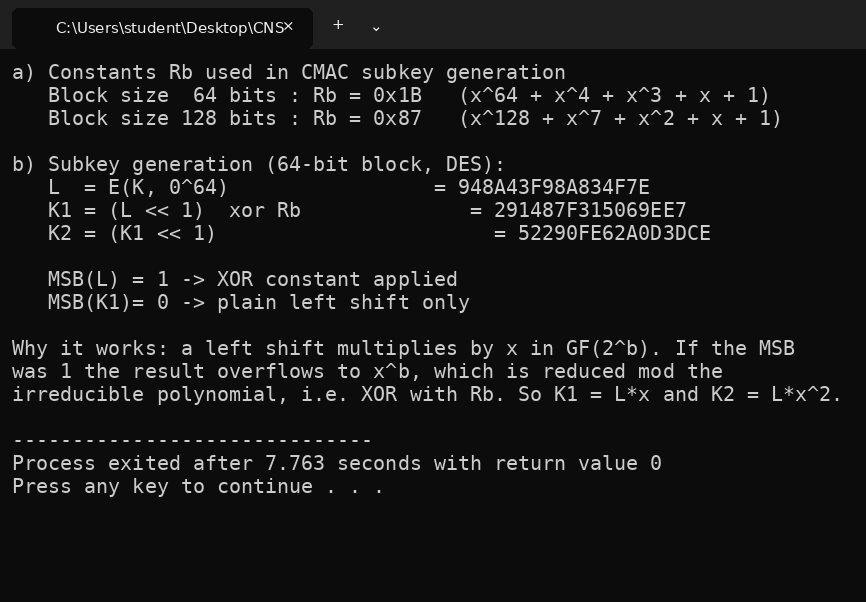 C:\Users\student\Desktop\CNS
a) Constants Rb used in CMAC subkey generation
   Block size  64 bits : Rb = 0x1B   (x^64 + x^4 + x^3 + x + 1)
   Block size 128 bits : Rb = 0x87   (x^128 + x^7 + x^2 + x + 1)

b) Subkey generation (64-bit block, DES):
   L  = E(K, 0^64)                 = 948A43F98A834F7E
   K1 = (L << 1)  xor Rb              = 291487F315069EE7
   K2 = (K1 << 1)                       = 52290FE62A0D3DCE

   MSB(L) = 1 -> XOR constant applied
   MSB(K1)= 0 -> plain left shift only

Why it works: a left shift multiplies by x in GF(2^b). If the MSB
was 1 the result overflows to x^b, which is reduced mod the
irreducible polynomial, i.e. XOR with Rb. So K1 = L*x and K2 = L*x^2.

------------------------------
Process exited after 7.763 seconds with return value 0
Press any key to continue . . .